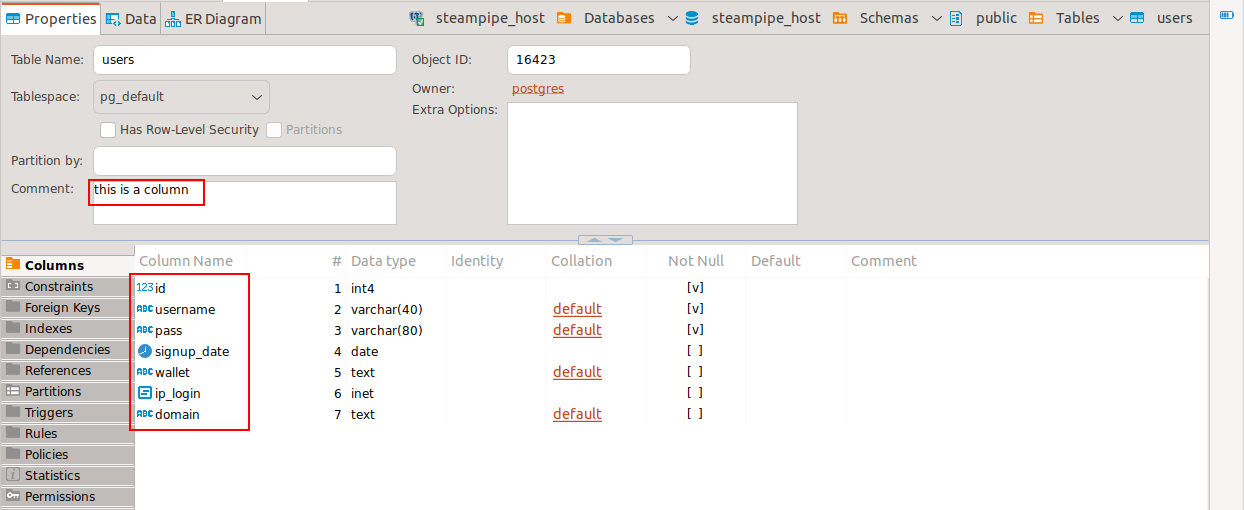 Properties Data ER Diagram steampipe_host Databases steampipe_host Schemas public Tables users
Table Name: users Object ID: 16423
Tablespace: pg_default Owner: postgres
Extra Options:
Has Row-Level Security Partitions
Partition by:
Comment: this is a column
Columns Column Name # Data type Identity Collation Not Null Default Comment
Constraints 123 id 1 int4 [v]
Foreign Keys ABC username 2 varchar(40) default [v]
Indexes ABC pass 3 varchar(80) default [v]
Dependencies signup_date 4 date [ ]
References ABC wallet 5 text default [ ]
Partitions ip_login 6 inet [ ]
Triggers ABC domain 7 text default [ ]
Rules
Policies
Statistics
Permissions